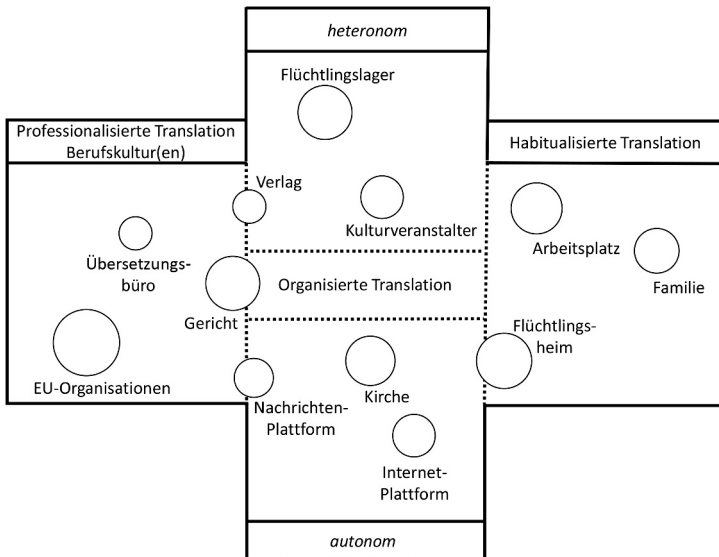 heteronom
Flüchtlingslager
Professionalisierte Translation
Berufskultur(en)
Habitualisierte Translation
Verlag
Kulturveranstalter
Arbeitsplatz
Übersetzungs-
büro
Organisierte Translation
Familie
Gericht
Flüchtlings-
heim
EU-Organisationen
Nachrichten-
Plattform
Kirche
Internet-
Plattform
autonom